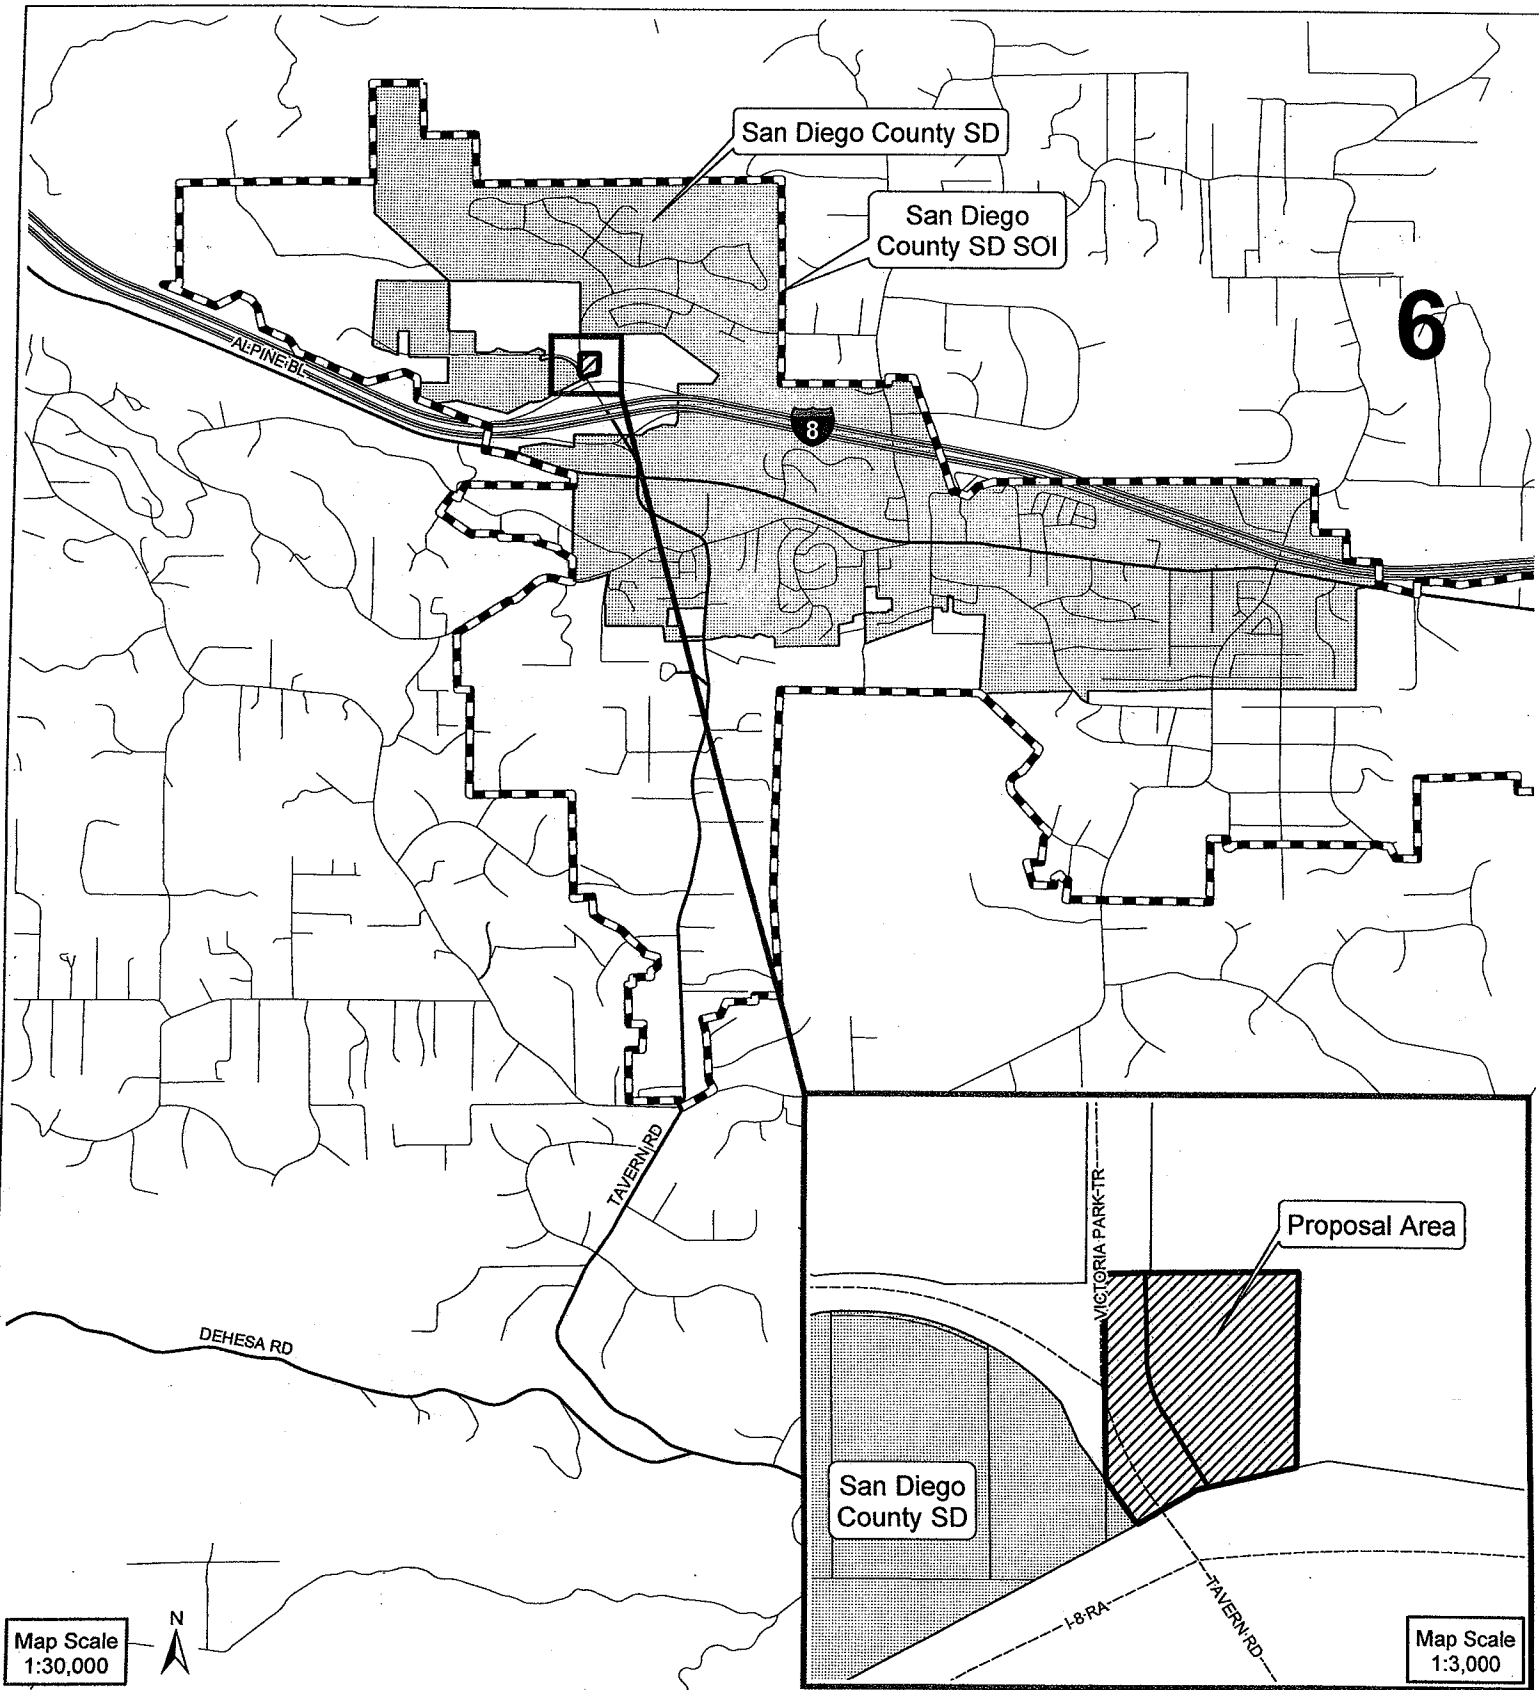 San Diego County SD
San Diego
County SD SOI
6
ALPINE BL
8
TAVERN RD
DEHESA RD
VICTORIA PARK TR
Proposal Area
San Diego
County SD
I-8 RA
TAVERN RD
N
Map Scale
1:30,000
Map Scale
1:3,000